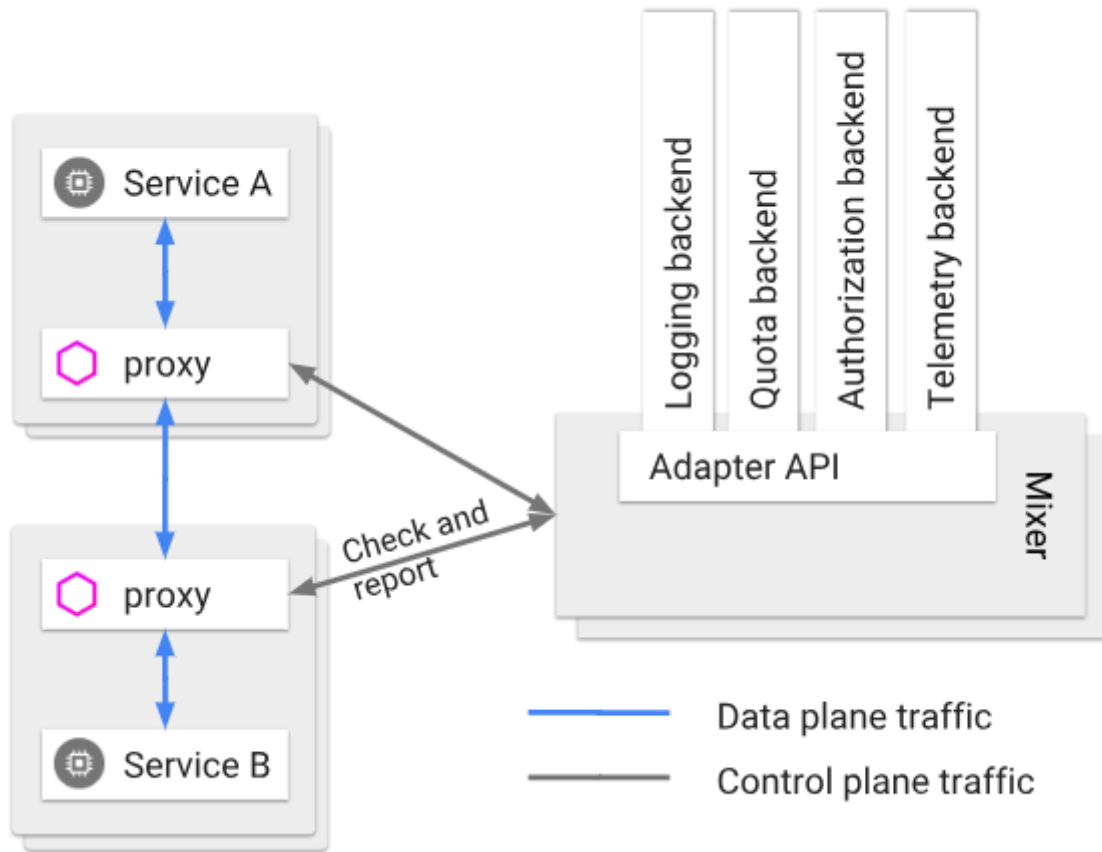 Service A
proxy
proxy
Service B
Check and
report
Logging backend
Quota backend
Authorization backend
Telemetry backend
Adapter API
Mixer
Data plane traffic
Control plane traffic